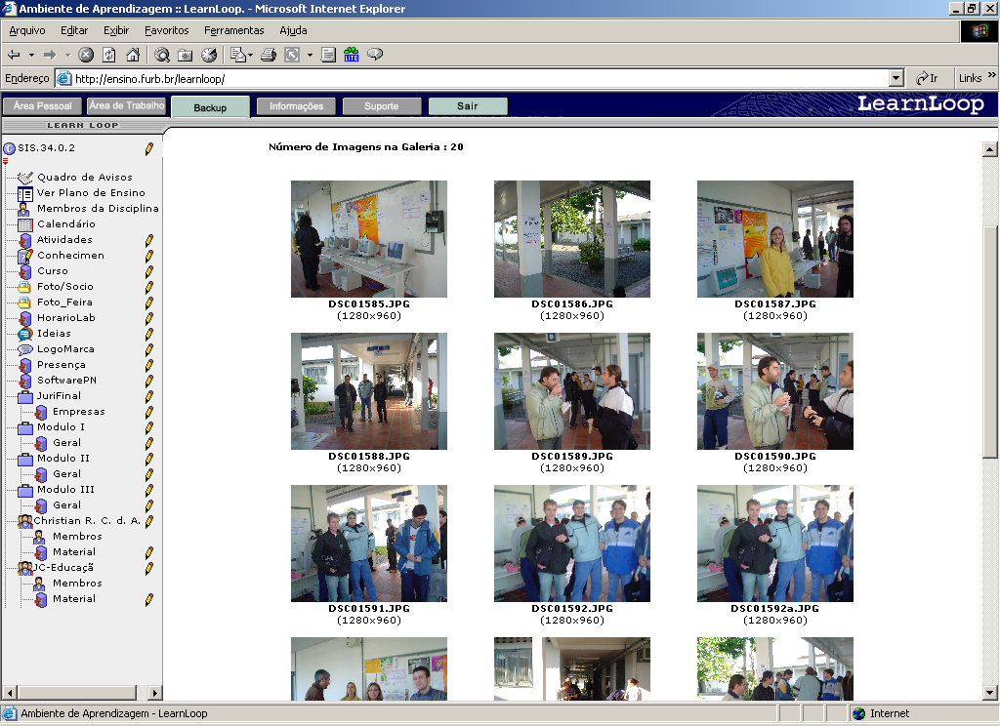 Ambiente de Aprendizagem :: LearnLoop. - Microsoft Internet Explorer
Arquivo Editar Exibir Favoritos Ferramentas Ajuda
LITE
Endereço http://ensino.furb.br/learnloop/ Ir Links »
Área Pessoal Área de Trabalho Backup Informações Suporte Sair LearnLoop
LEARN LOOP
SIS.34.0.2
Quadro de Avisos
Ver Plano de Ensino
Membros da Disciplina
Calendário
Atividades
Conhecimen
Curso
Foto/Socio
Foto_Feira
HorarioLab
Ideias
LogoMarca
Presença
SoftwarePN
JuriFinal
Empresas
Modulo I
Geral
Modulo II
Geral
Modulo III
Geral
Christian R. C. d. A.
Membros
Material
JC-Educaçã
Membros
Material
Número de Imagens na Galeria : 20
DSC01585.JPG DSC01586.JPG DSC01587.JPG
(1280x960) (1280x960) (1280x960)
DSC01588.JPG DSC01589.JPG DSC01590.JPG
(1280x960) (1280x960) (1280x960)
DSC01591.JPG DSC01592.JPG DSC01592a.JPG
(1280x960) (1280x960) (1280x960)
Ambiente de Aprendizagem - LearnLoop Internet